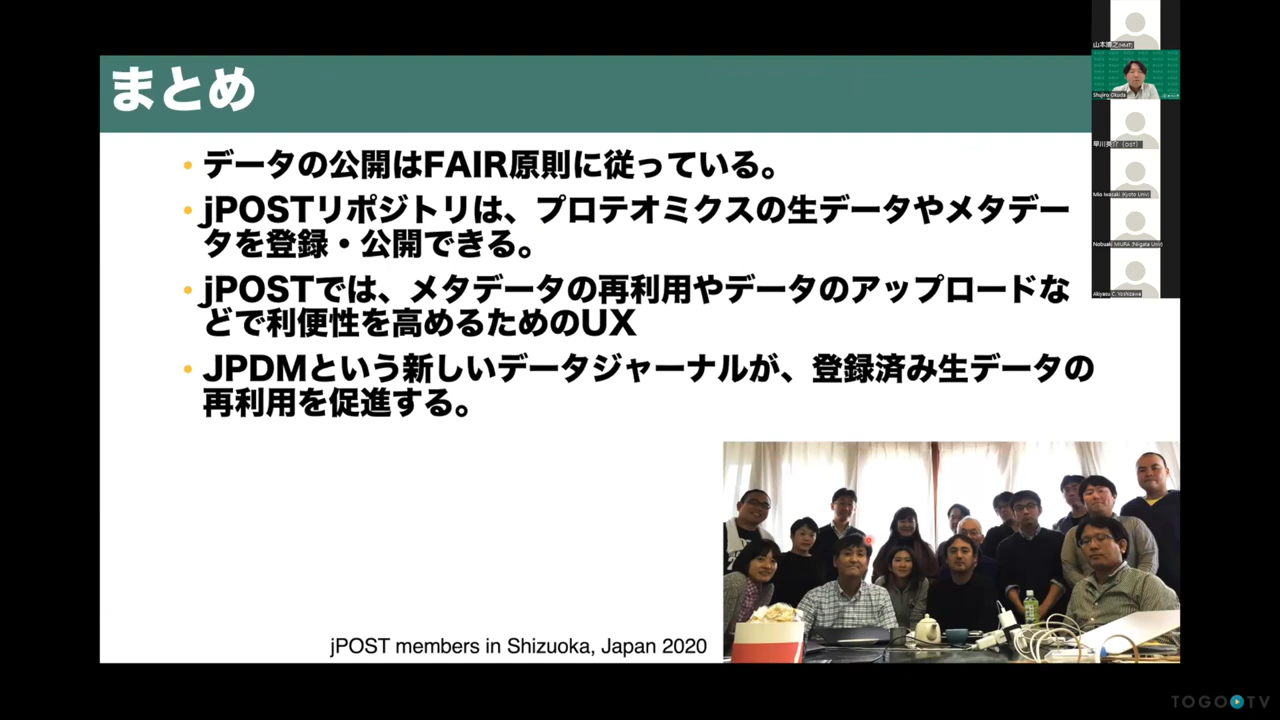 まとめ
・データの公開はFAIR原則に従っている。
・jPOSTリポジトリは、プロテオミクスの生データやメタデー
タを登録・公開できる。
・jPOSTでは、メタデータの再利用やデータのアップロードな
どで利便性を高めるためのUX
・JPDMという新しいデータジャーナルが、登録済み生データの
再利用を促進する。
jPOST members in Shizuoka, Japan 2020
山本博之(HMT)
Shujiro Okuda
Mio Iwasaki (Kyoto Univ)
Nobuaki MIURA (Niigata Univ)
Akiyasu C. Yoshizawa
TOGO TV